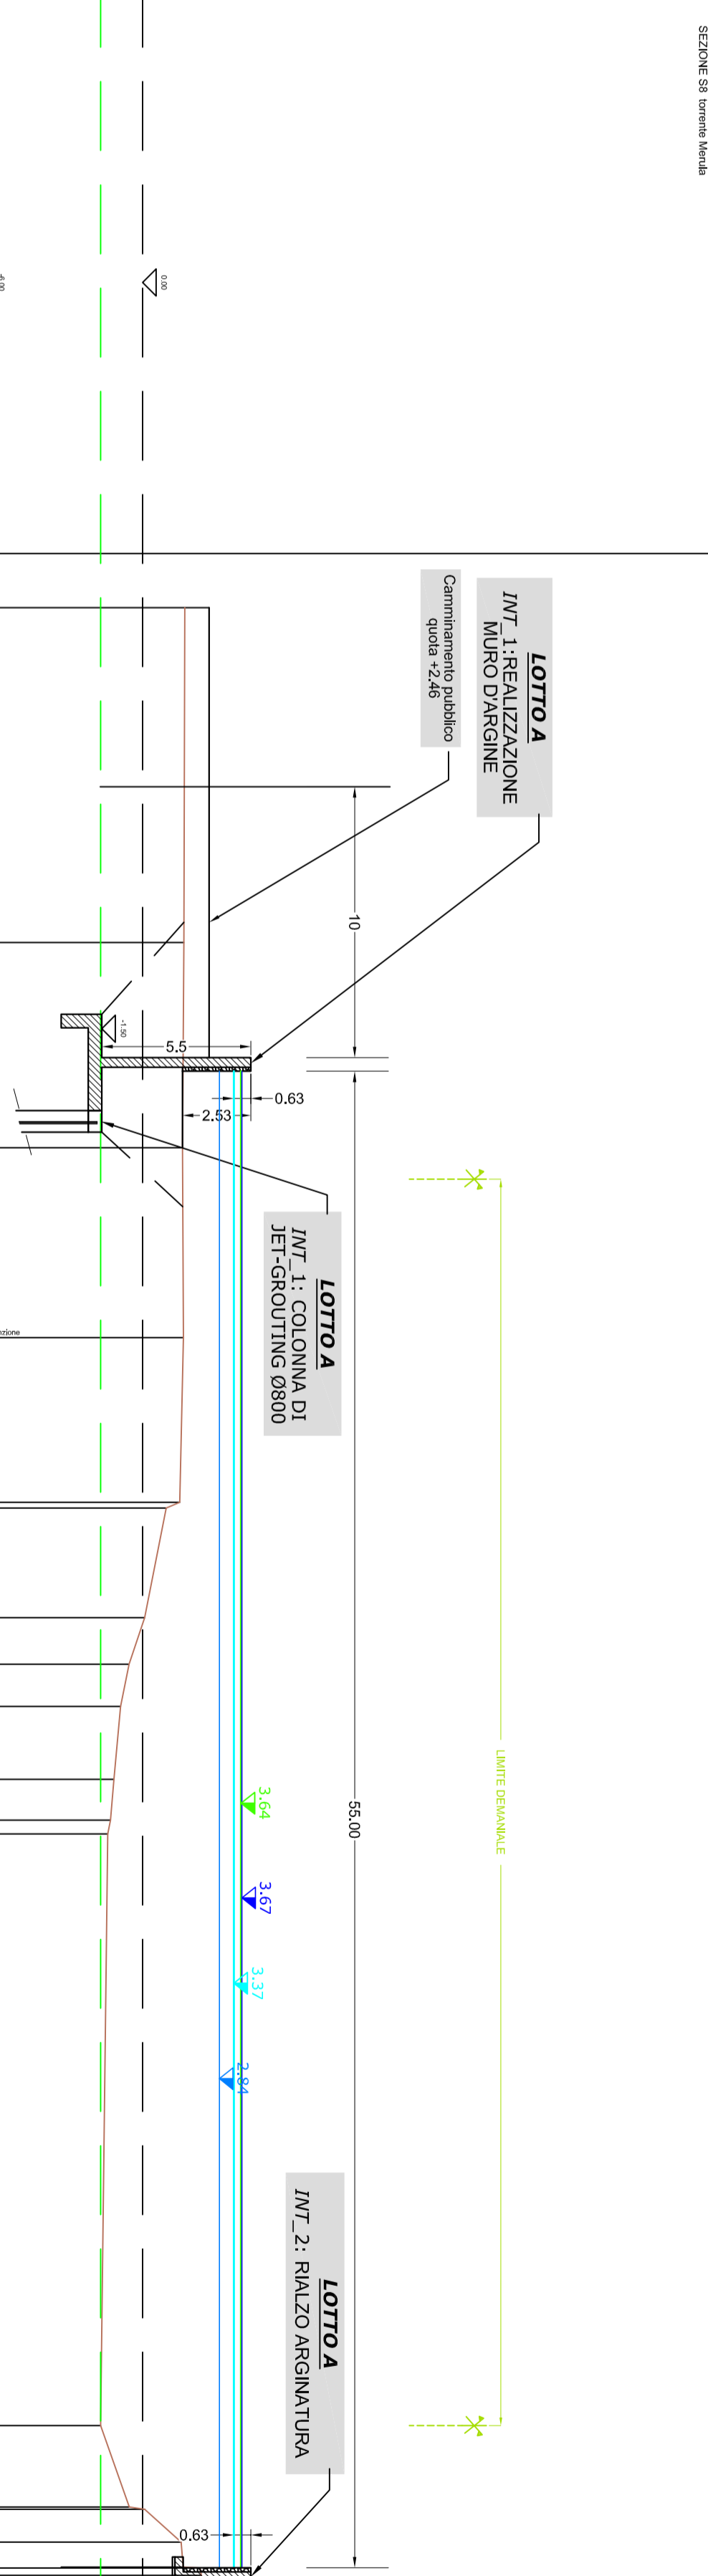 SEZIONE S8 torrente Merula
LOTTO A
INT_1:REALIZZAZIONE
MURO D'ARGINE
Camminamento pubblico
quota +2.46
10
55.00
LIMITE DEMANIALE
0.00
-1.50
5.5
0.63
2.53
LOTTO A
INT_1: COLONNA DI
JET-GROUTING Ø800
3.64
3.67
3.37
2.84
LOTTO A
INT_2: RIALZO ARGINATURA
0.63